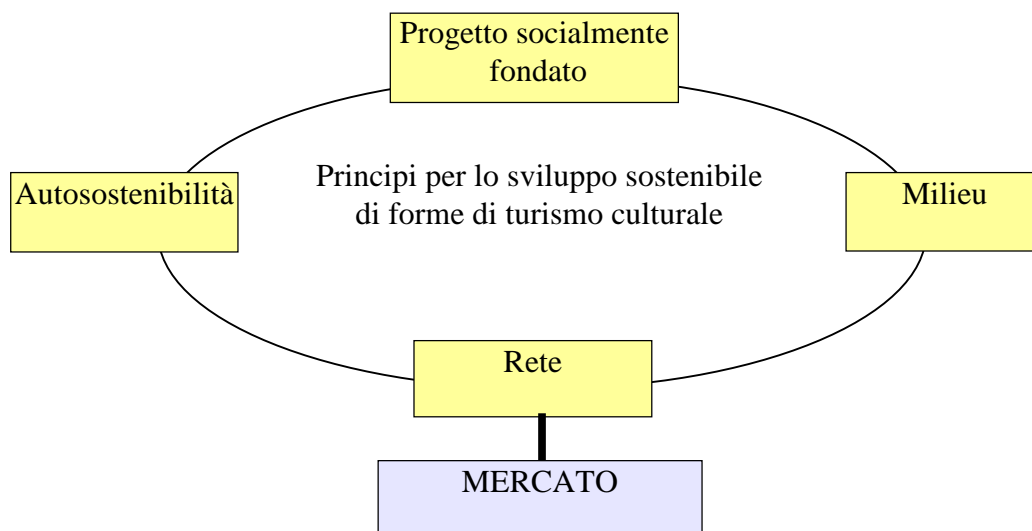 Progetto socialmente
fondato
Principi per lo sviluppo sostenibile
di forme di turismo culturale
Autosostenibilità
Milieu
Rete
MERCATO